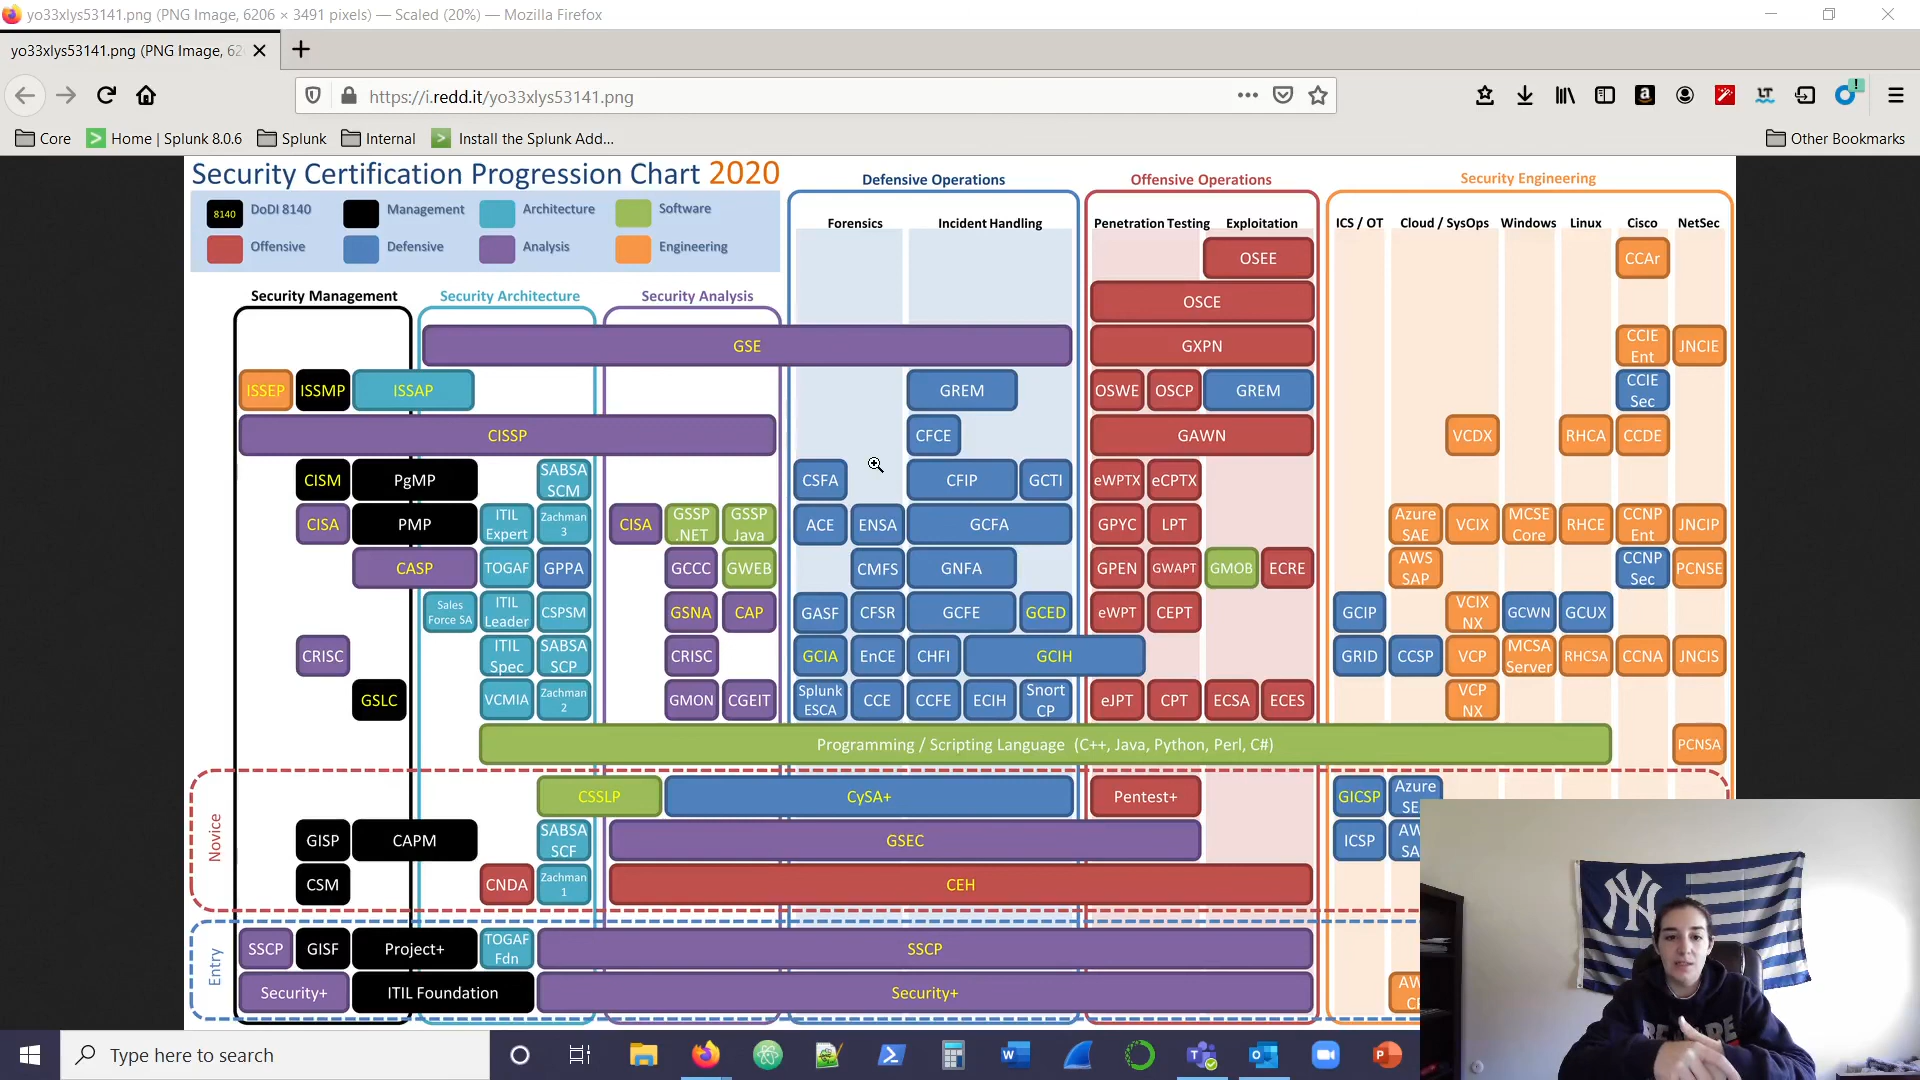 yo33xlys53141.png (PNG Image, 6206 × 3491 pixels) — Scaled (20%) — Mozilla Firefox
yo33xlys53141.png (PNG Image, 62
https://i.redd.it/yo33xlys53141.png
Core
Home | Splunk 8.0.6
Splunk
Internal
Install the Splunk Add...
Other Bookmarks
Security Certification Progression Chart 2020
8140 DoDI 8140 Management Architecture Software
Offensive Defensive Analysis Engineering
Defensive Operations Offensive Operations Security Engineering
Forensics Incident Handling Penetration Testing Exploitation ICS / OT Cloud / SysOps Windows Linux Cisco NetSec
OSEE CCAr
Security Management Security Architecture Security Analysis
OSCE
GSE GXPN CCIE Ent JNCIE
ISSEP ISSMP ISSAP GREM OSWE OSCP GREM CCIE Sec
CISSP CFCE GAWN VCDX RHCA CCDE
CISM PgMP SABSA SCM CSFA CFIP GCTI eWPTX eCPTX
CISA PMP ITIL Expert Zachman 3 CISA GSSP .NET GSSP Java ACE ENSA GCFA GPYC LPT Azure SAE VCIX MCSE Core RHCE CCNP Ent JNCIP
CASP TOGAF GPPA GCCC GWEB CMFS GNFA GPEN GWAPT GMOB ECRE AWS SAP CCNP Sec PCNSE
Sales Force SA ITIL Leader CSPSM GSNA CAP GASF CFSR GCFE GCED eWPT CEPT GCIP VCIX NX GCWN GCUX
CRISC ITIL Spec SABSA SCP CRISC GCIA EnCE CHFI GCIH GRID CCSP VCP MCSA Server RHCSA CCNA JNCIS
GSLC VCMIA Zachman 2 GMON CGEIT Splunk ESCA CCE CCFE ECIH Snort CP eJPT CPT ECSA ECES VCP NX
Programming / Scripting Language (C++, Java, Python, Perl, C#) PCNSA
Novice
CSSLP CySA+ Pentest+ GICSP Azure SE
GISP CAPM SABSA SCF GSEC ICSP AW SA
CSM CNDA Zachman 1 CEH
Entry
SSCP GISF Project+ TOGAF Fdn SSCP
Security+ ITIL Foundation Security+ AW
NY
Type here to search